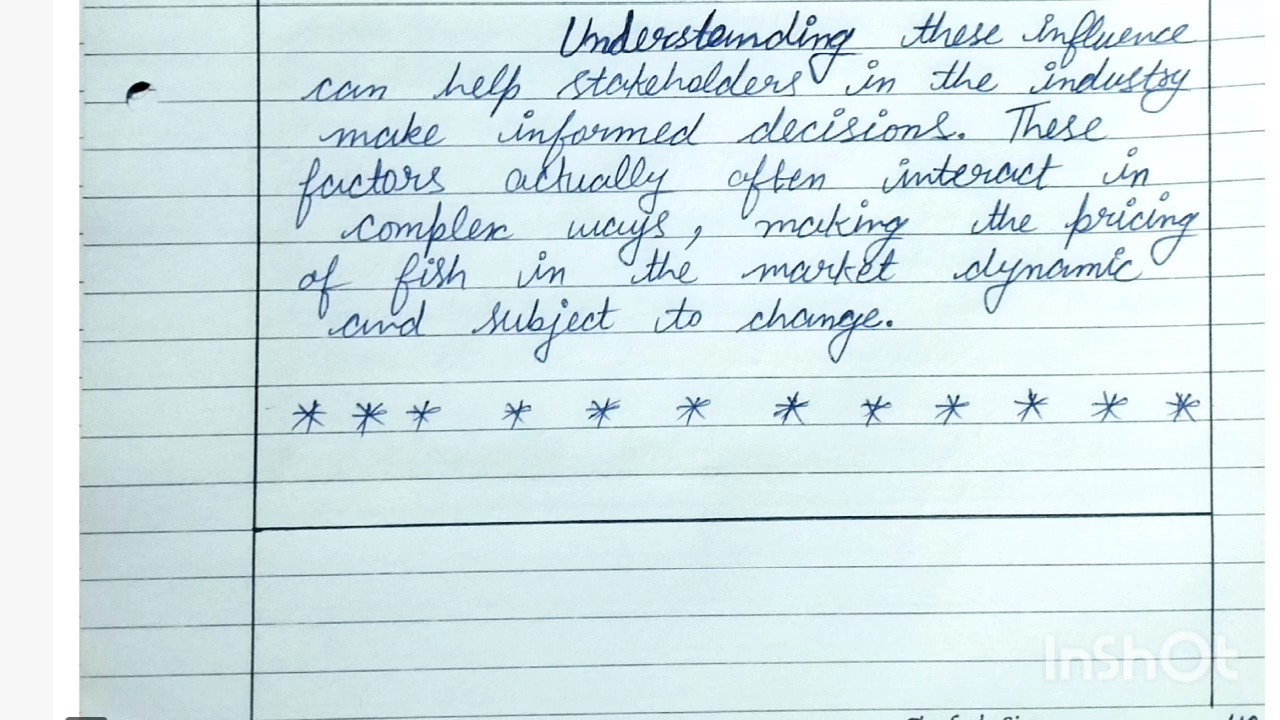 Understanding these influence
can help stakeholders in the industry
make informed decisions. These
factors actually often interact in
complex ways, making the pricing
of fish in the market dynamic
and subject to change.
* * * * * * * * * * * *
InShOt